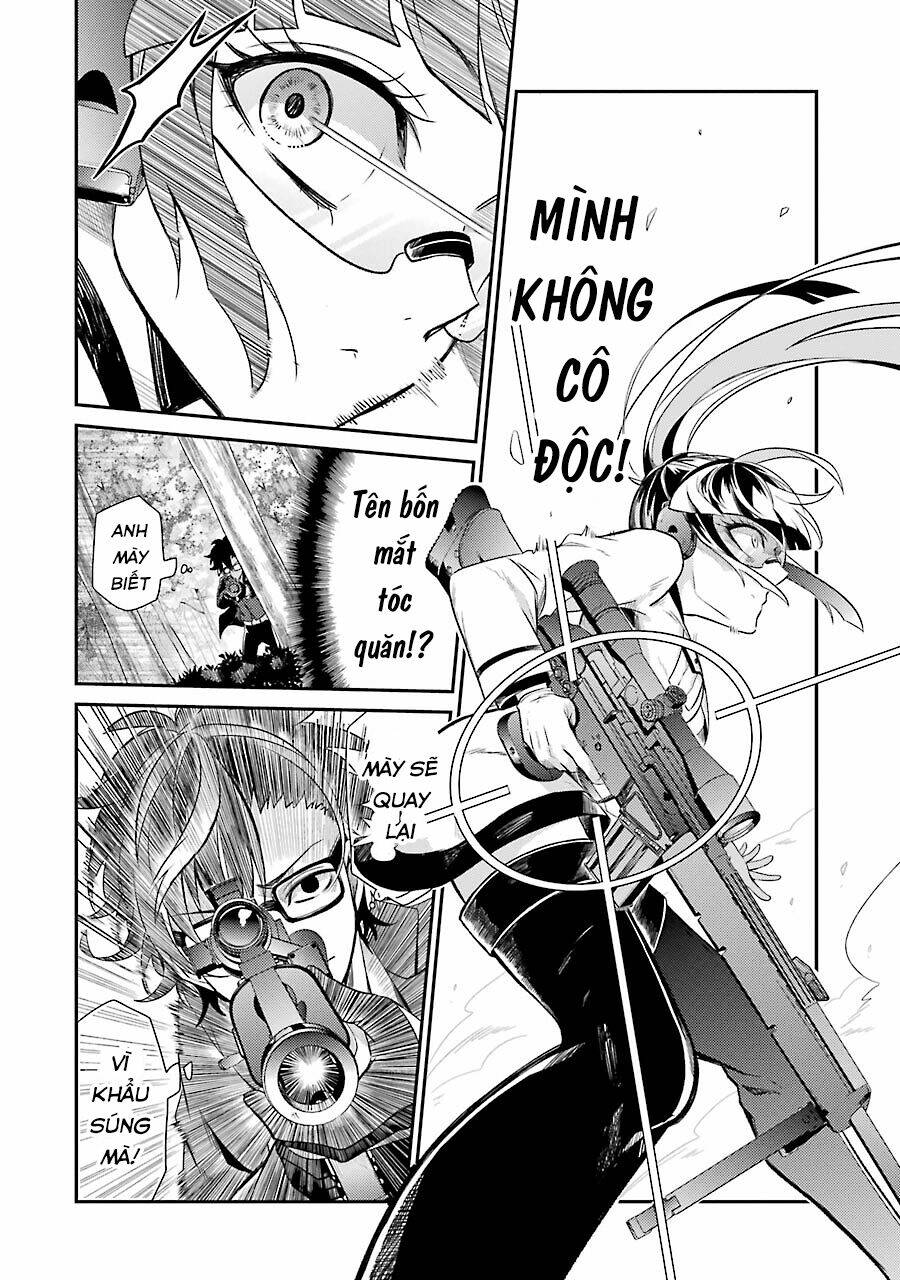 MÌNH
KHÔNG
CÔ
ĐỘC!
Tên bốn
mắt
tóc
quăn!?
ANH
MÀY
BIẾT
MÀY SẼ
QUAY
LẠI
VÌ
KHẨU
SÚNG
MÀ!